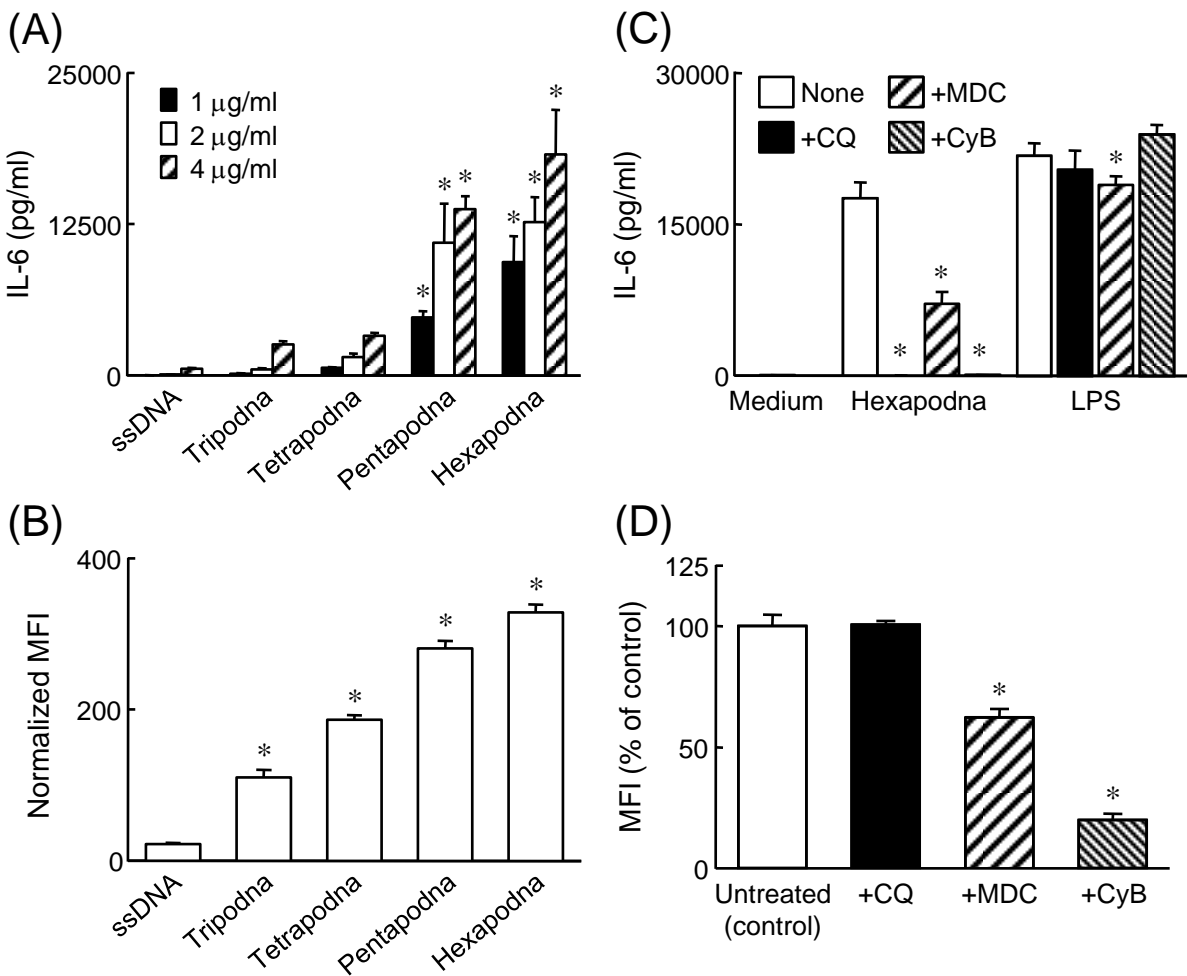 (A)
25000
12500
0
IL-6 (pg/ml)
1 μg/ml
2 μg/ml
4 μg/ml
* * * * * *
ssDNA
Tripodna
Tetrapodna
Pentapodna
Hexapodna
(B)
400
200
0
Normalized MFI
* * * *
ssDNA
Tripodna
Tetrapodna
Pentapodna
Hexapodna
(C)
30000
15000
0
IL-6 (pg/ml)
None
+CQ
+MDC
+CyB
* * * *
Medium Hexapodna LPS
(D)
125
100
50
0
MFI (% of control)
* *
Untreated +CQ +MDC +CyB
(control)